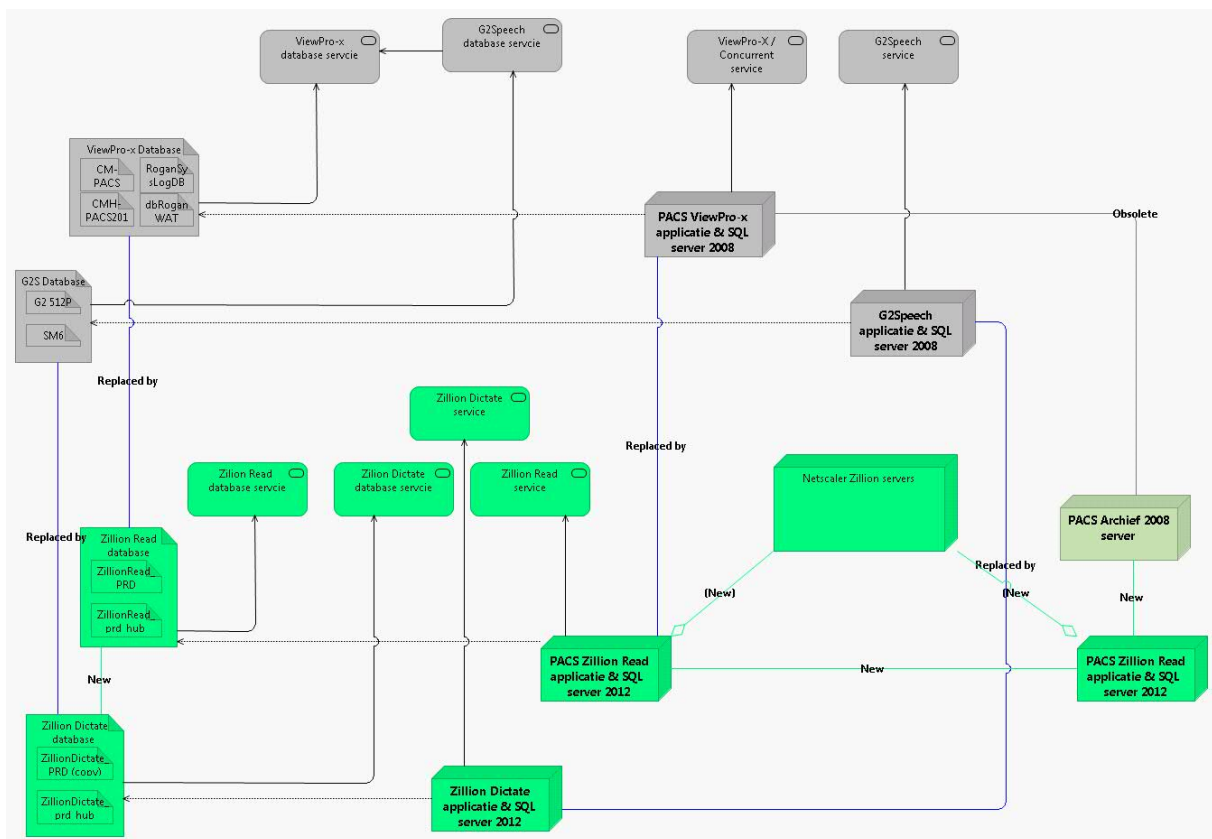 ViewPro-x
database servcie
G2Speech
database servcie
ViewPro-X /
Concurrent
service
G2Speech
service
ViewPro-x Database
CM-
PACS
RoganSy
sLogDB
CMH-
PACS201
dbRogan
WAT
PACS ViewPro-x
applicatie & SQL
server 2008
Obsolete
G2S Database
G2 512P
SM6
G2Speech
applicatie & SQL
server 2008
Replaced by
Zillion Dictate
service
Replaced by
Zilion Read
database servcie
Zilion Dictate
database servcie
Zillion Read
service
Netscaler Zillion servers
PACS Archief 2008
server
Replaced by
Zillion Read
database
ZillionRead_
PRD
ZillionRead_
prd_hub
Replaced by
(New)
(New
New
New
PACS Zillion Read
applicatie & SQL
server 2012
New
PACS Zillion Read
applicatie & SQL
server 2012
Zillion Dictate
database
ZillionDictate_
PRD (copy)
ZillionDictate_
prd_hub
Zillion Dictate
applicatie & SQL
server 2012